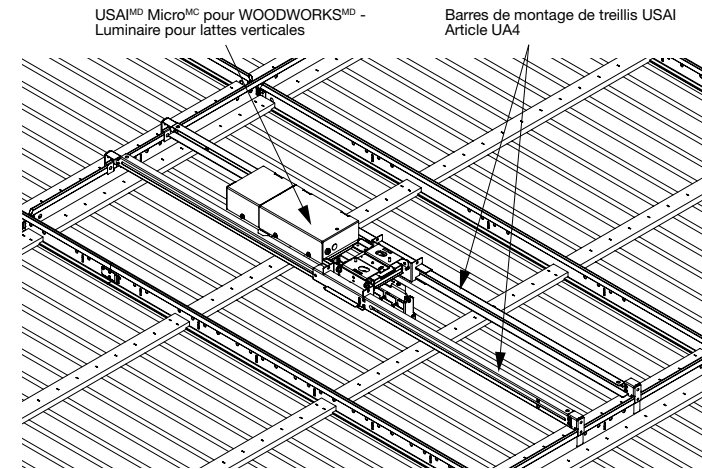 USAIᴹᴰ Microᴹᶜ pour WOODWORKSᴹᴰ -
Luminaire pour lattes verticales
Barres de montage de treillis USAI
Article UA4